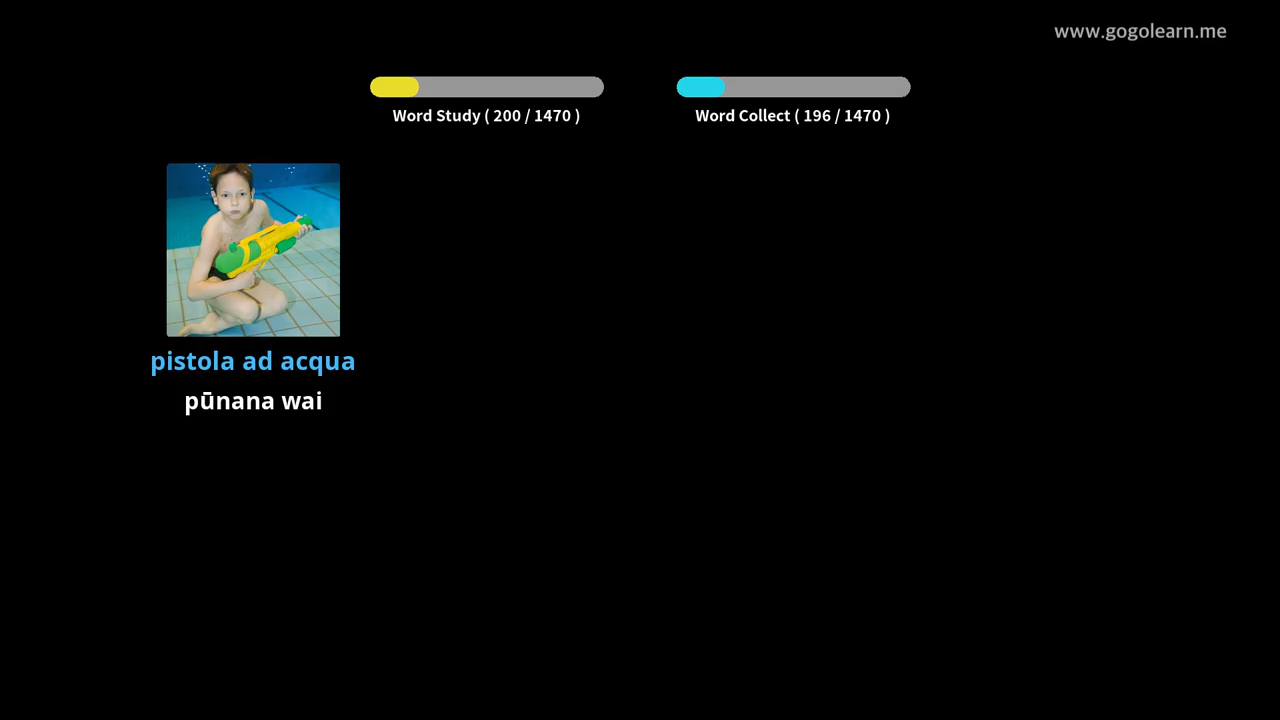 www.gogolearn.me
Word Study ( 200 / 1470 )
Word Collect ( 196 / 1470 )
pistola ad acqua
pūnana wai